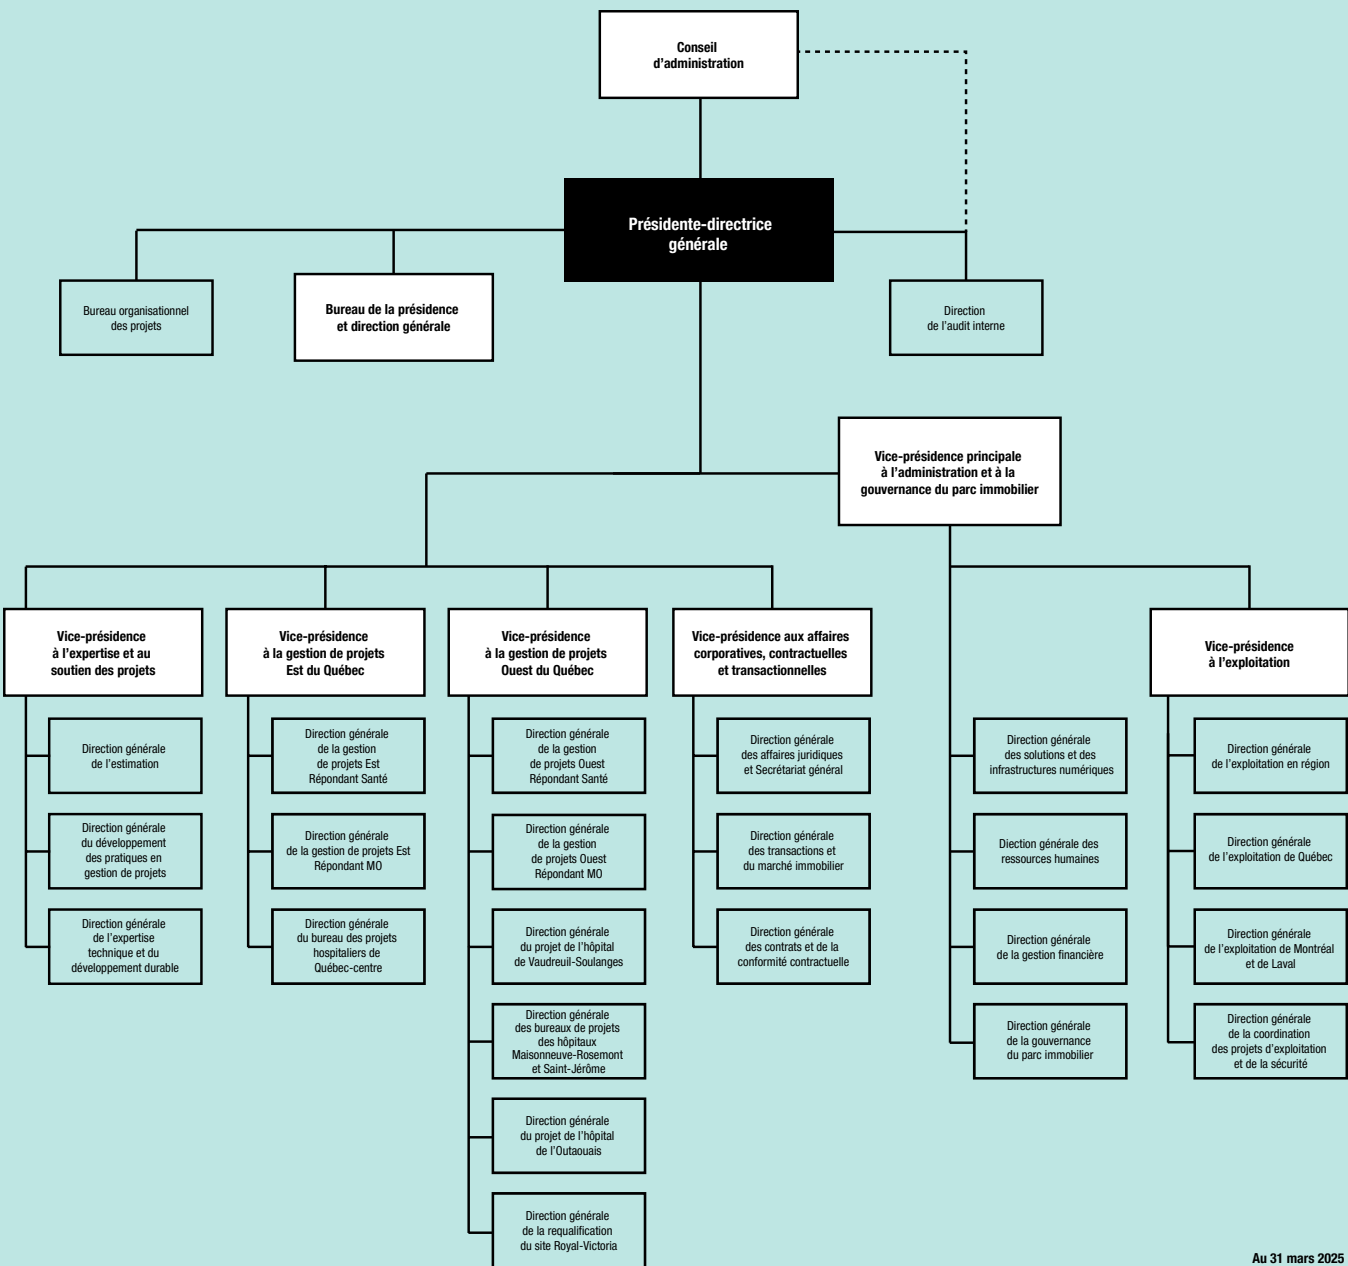 Conseil
d'administration
Présidente-directrice
générale
Bureau organisationnel
des projets
Bureau de la présidence
et direction générale
Direction
de l'audit interne
Vice-présidence principale
à l'administration et à la
gouvernance du parc immobilier
Vice-présidence
à l'expertise et au
soutien des projets
Direction générale
de l'estimation
Direction générale
du développement
des pratiques en
gestion de projets
Direction générale
de l'expertise
technique et du
développement durable
Vice-présidence
à la gestion de projets
Est du Québec
Direction générale
de la gestion
de projets Est
Répondant Santé
Direction générale
de la gestion de projets Est
Répondant MO
Direction générale
du bureau des projets
hospitaliers de
Québec-centre
Vice-présidence
à la gestion de projets
Ouest du Québec
Direction générale
de la gestion
de projets Ouest
Répondant Santé
Direction générale
de la gestion
de projets Ouest
Répondant MO
Direction générale
du projet de l'hôpital
de Vaudreuil-Soulanges
Direction générale
des bureaux de projets
des hôpitaux
Maisonneuve-Rosemont
et Saint-Jérôme
Direction générale
du projet de l'hôpital
de l'Outaouais
Direction générale
de la requalification
du site Royal-Victoria
Vice-présidence aux affaires
corporatives, contractuelles
et transactionnelles
Direction générale
des affaires juridiques
et Secrétariat général
Direction générale
des transactions et
du marché immobilier
Direction générale
des contrats et de la
conformité contractuelle
Direction générale
des solutions et des
infrastructures numériques
Diection générale des
ressources humaines
Direction générale
de la gestion financière
Direction générale
de la gouvernance
du parc immobilier
Vice-présidence
à l'exploitation
Direction générale
de l'exploitation en région
Direction générale
de l'exploitation de Québec
Direction générale
de l'exploitation de Montréal
et de Laval
Direction générale
de la coordination
des projets d'exploitation
et de la sécurité
Au 31 mars 2025